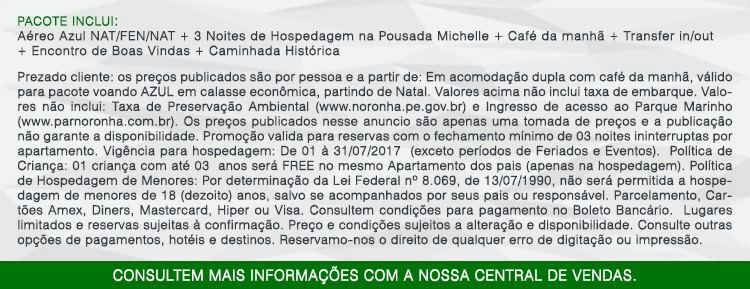 PACOTE INCLUI:
Aéreo Azul NAT/FEN/NAT + 3 Noites de Hospedagem na Pousada Michelle + Café da manhã + Transfer in/out
+ Encontro de Boas Vindas + Caminhada Histórica
Prezado cliente: os preços publicados são por pessoa e a partir de: Em acomodação dupla com café da manhã, válido
para pacote voando AZUL em calasse econômica, partindo de Natal. Valores acima não inclui taxa de embarque. Valo-
res não inclui: Taxa de Preservação Ambiental (www.noronha.pe.gov.br) e Ingresso de acesso ao Parque Marinho
(www.parnoronha.com.br). Os preços publicados nesse anuncio são apenas uma tomada de preços e a publicação
não garante a disponibilidade. Promoção valida para reservas com o fechamento mínimo de 03 noites ininterruptas por
apartamento. Vigência para hospedagem: De 01 à 31/07/2017 (exceto períodos de Feriados e Eventos). Política de
Criança: 01 criança com até 03 anos será FREE no mesmo Apartamento dos pais (apenas na hospedagem). Política
de Hospedagem de Menores: Por determinação da Lei Federal nº 8.069, de 13/07/1990, não será permitida a hospe-
dagem de menores de 18 (dezoito) anos, salvo se acompanhados por seus pais ou responsável. Parcelamento, Car-
tões Amex, Diners, Mastercard, Hiper ou Visa. Consultem condições para pagamento no Boleto Bancário. Lugares
limitados e reservas sujeitas à confirmação. Preço e condições sujeitos a alteração e disponibilidade. Consulte outras
opções de pagamentos, hotéis e destinos. Reservamo-nos o direito de qualquer erro de digitação ou impressão.
CONSULTEM MAIS INFORMAÇÕES COM A NOSSA CENTRAL DE VENDAS.